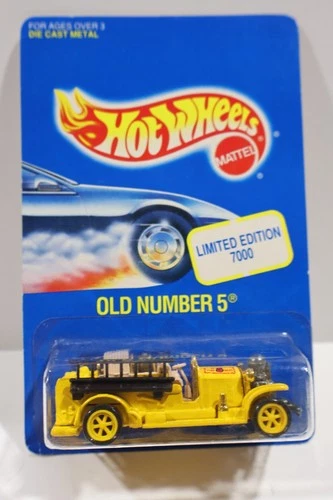 FOR AGES OVER 3
DIE CAST METAL
Hot Wheels
MATTEL
LIMITED EDITION
7000
OLD NUMBER 5®